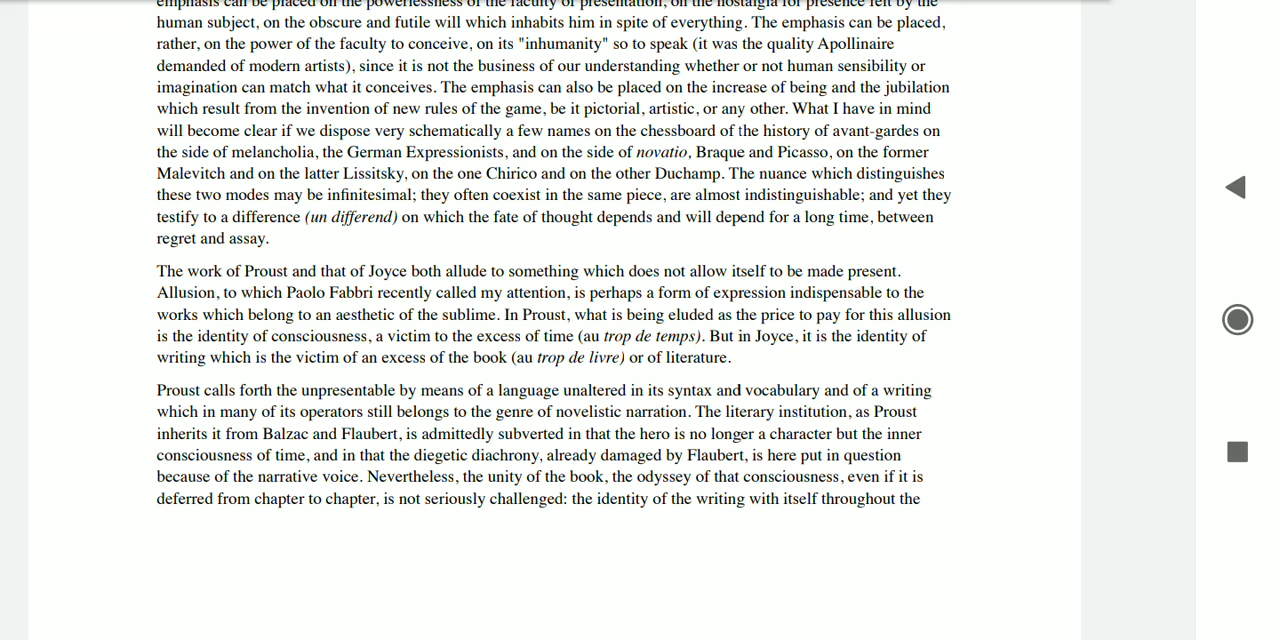 emphasis can be placed on the powerlessness of the faculty of presentation, on the nostalgia for presence felt by the
human subject, on the obscure and futile will which inhabits him in spite of everything. The emphasis can be placed,
rather, on the power of the faculty to conceive, on its "inhumanity" so to speak (it was the quality Apollinaire
demanded of modern artists), since it is not the business of our understanding whether or not human sensibility or
imagination can match what it conceives. The emphasis can also be placed on the increase of being and the jubilation
which result from the invention of new rules of the game, be it pictorial, artistic, or any other. What I have in mind
will become clear if we dispose very schematically a few names on the chessboard of the history of avant-gardes on
the side of melancholia, the German Expressionists, and on the side of novatio, Braque and Picasso, on the former
Malevitch and on the latter Lissitsky, on the one Chirico and on the other Duchamp. The nuance which distinguishes
these two modes may be infinitesimal; they often coexist in the same piece, are almost indistinguishable; and yet they
testify to a difference (un differend) on which the fate of thought depends and will depend for a long time, between
regret and assay.
The work of Proust and that of Joyce both allude to something which does not allow itself to be made present.
Allusion, to which Paolo Fabbri recently called my attention, is perhaps a form of expression indispensable to the
works which belong to an aesthetic of the sublime. In Proust, what is being eluded as the price to pay for this allusion
is the identity of consciousness, a victim to the excess of time (au trop de temps). But in Joyce, it is the identity of
writing which is the victim of an excess of the book (au trop de livre) or of literature.
Proust calls forth the unpresentable by means of a language unaltered in its syntax and vocabulary and of a writing
which in many of its operators still belongs to the genre of novelistic narration. The literary institution, as Proust
inherits it from Balzac and Flaubert, is admittedly subverted in that the hero is no longer a character but the inner
consciousness of time, and in that the diegetic diachrony, already damaged by Flaubert, is here put in question
because of the narrative voice. Nevertheless, the unity of the book, the odyssey of that consciousness, even if it is
deferred from chapter to chapter, is not seriously challenged: the identity of the writing with itself throughout the